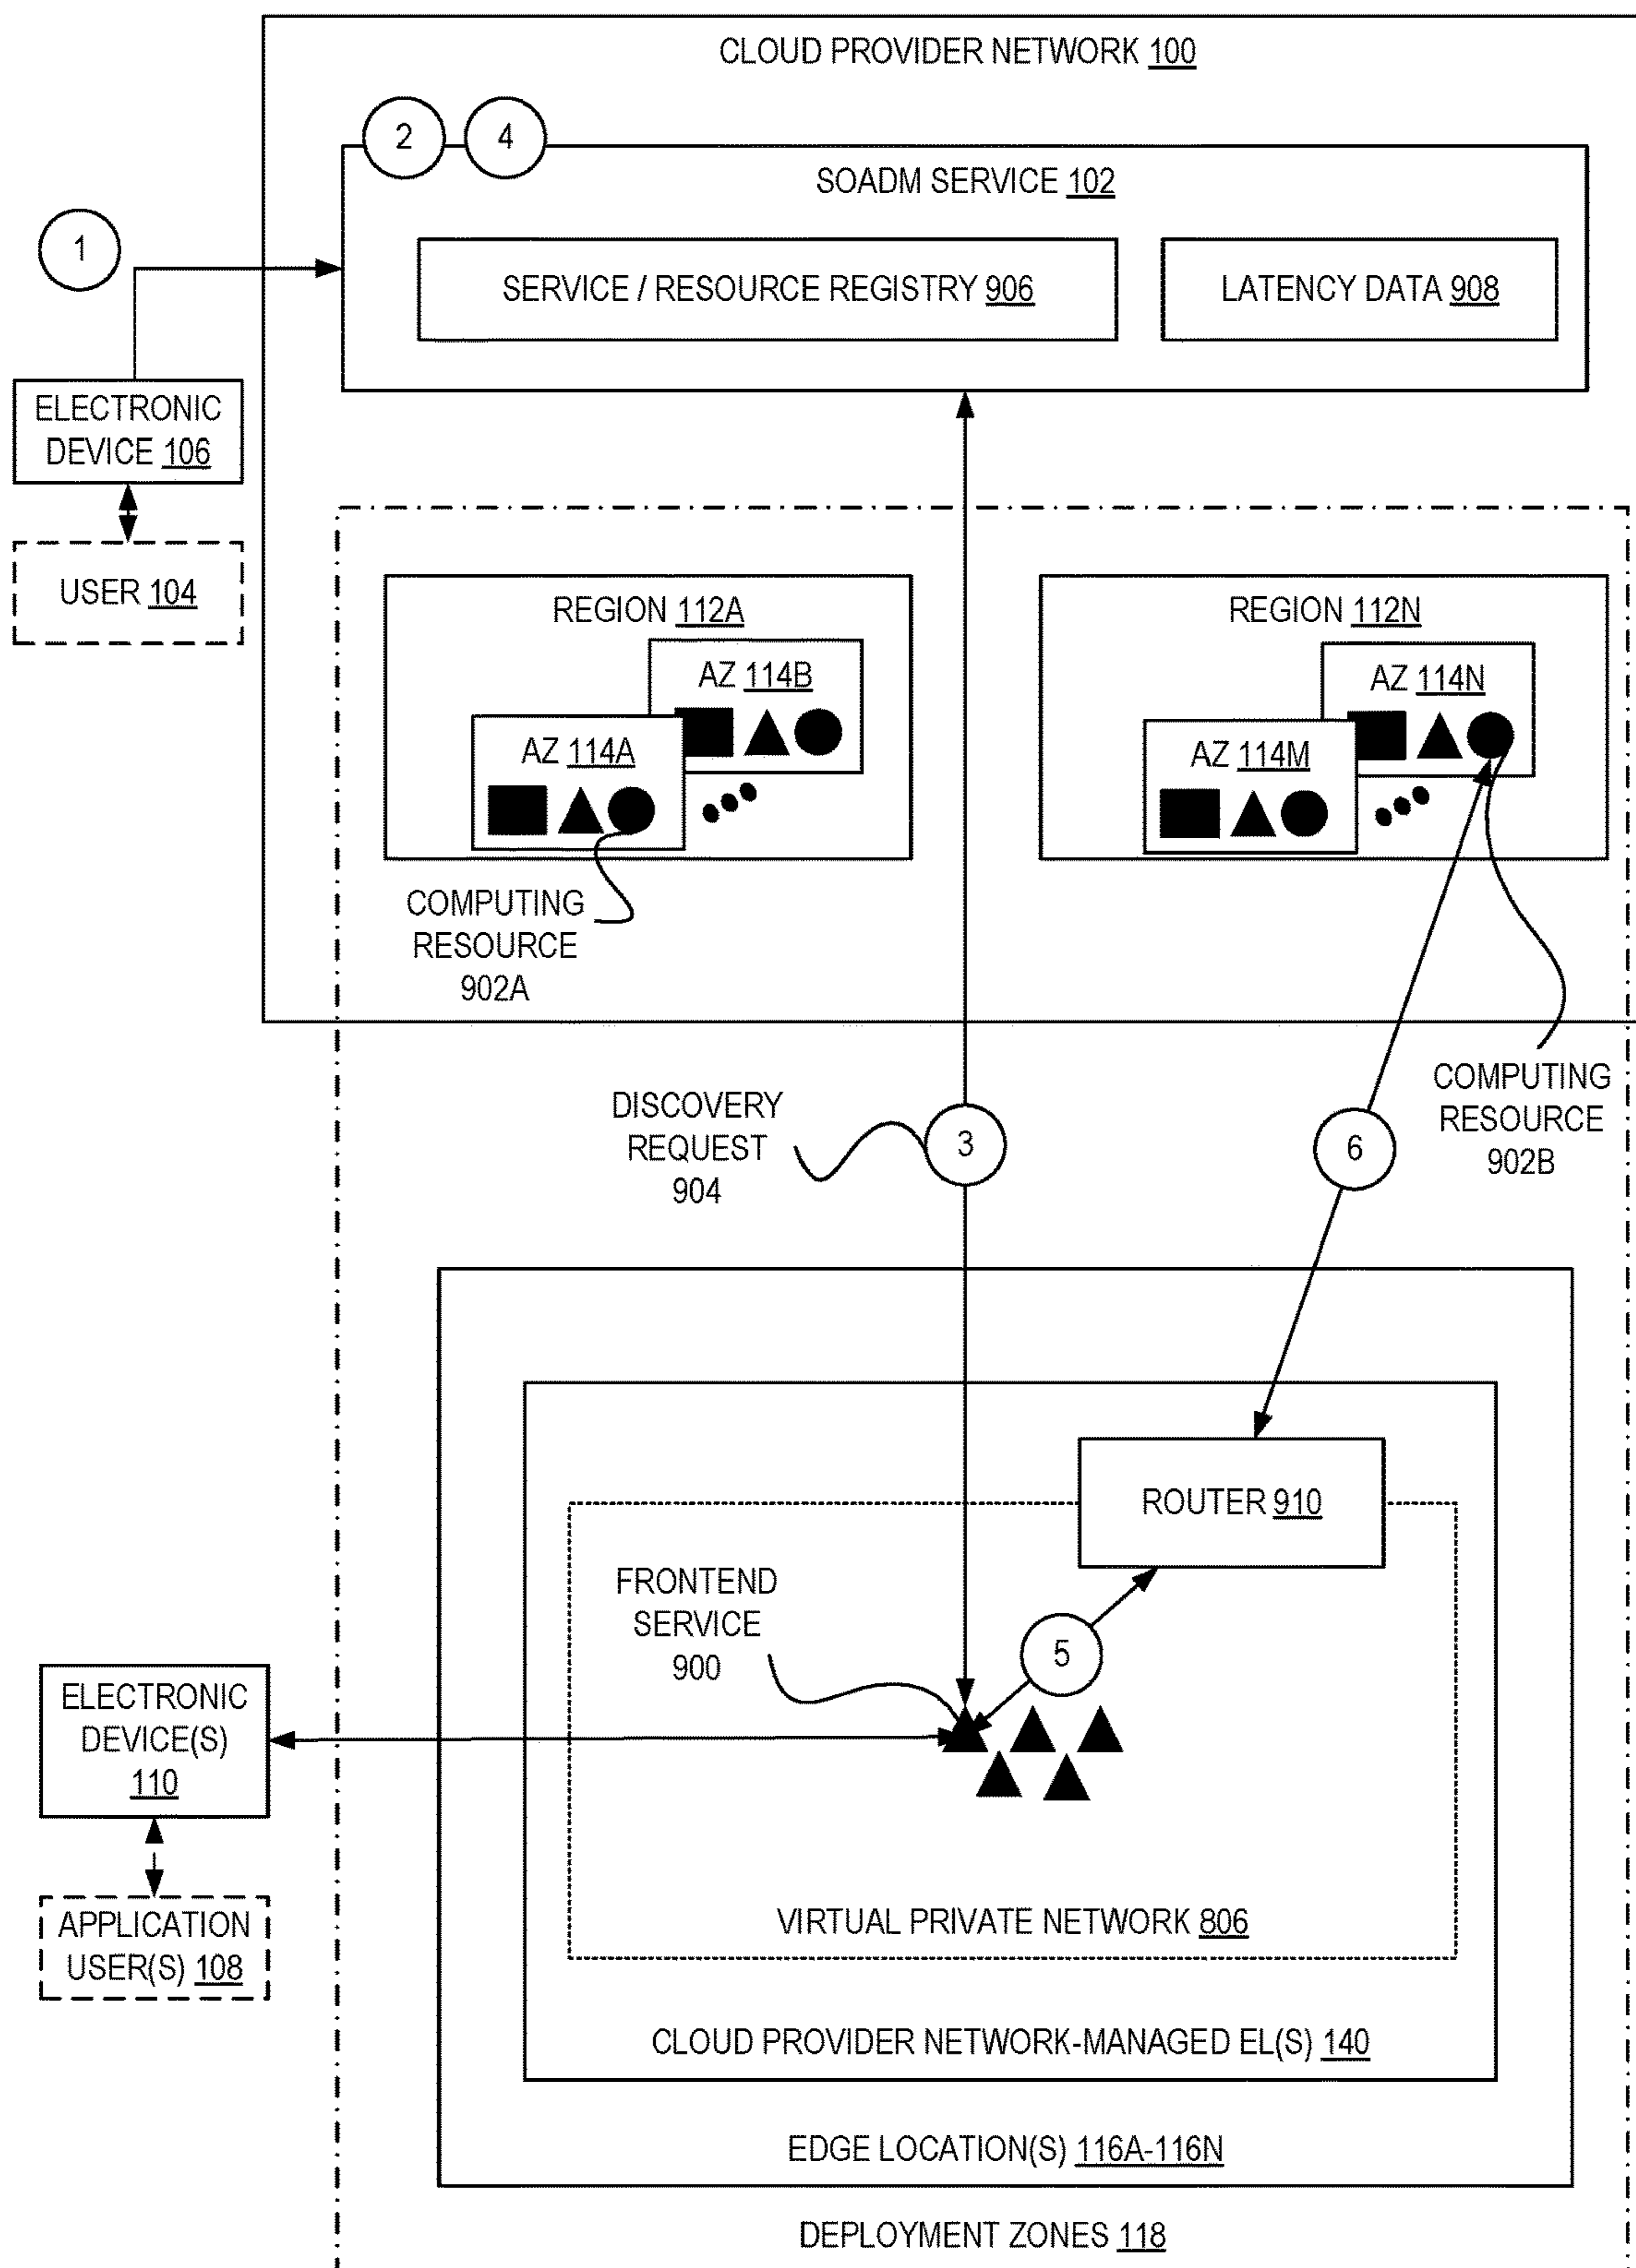 CLOUD PROVIDER NETWORK 100
2
4
SOADM SERVICE 102
1
SERVICE / RESOURCE REGISTRY 906
LATENCY DATA 908
ELECTRONIC
DEVICE 106
USER 104
REGION 112A
AZ 114B
AZ 114A
REGION 112N
AZ 114N
AZ 114M
COMPUTING
RESOURCE
902A
COMPUTING
RESOURCE
902B
DISCOVERY
REQUEST
904
3
6
ROUTER 910
FRONTEND
SERVICE
900
5
ELECTRONIC
DEVICE(S)
110
APPLICATION
USER(S) 108
VIRTUAL PRIVATE NETWORK 806
CLOUD PROVIDER NETWORK-MANAGED EL(S) 140
EDGE LOCATION(S) 116A-116N
DEPLOYMENT ZONES 118